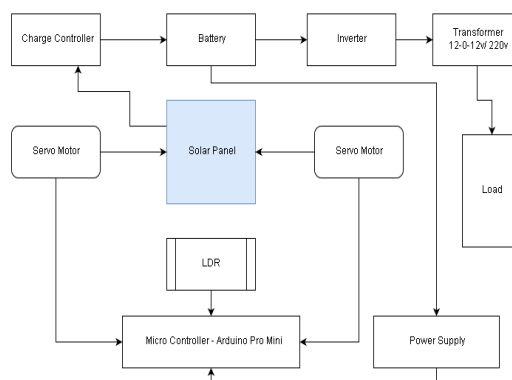 Charge Controller
Battery
Inverter
Transformer
12-0-12v/ 220v
Servo Motor
Solar Panel
Servo Motor
Load
LDR
Micro Controller - Arduino Pro Mini
Power Supply